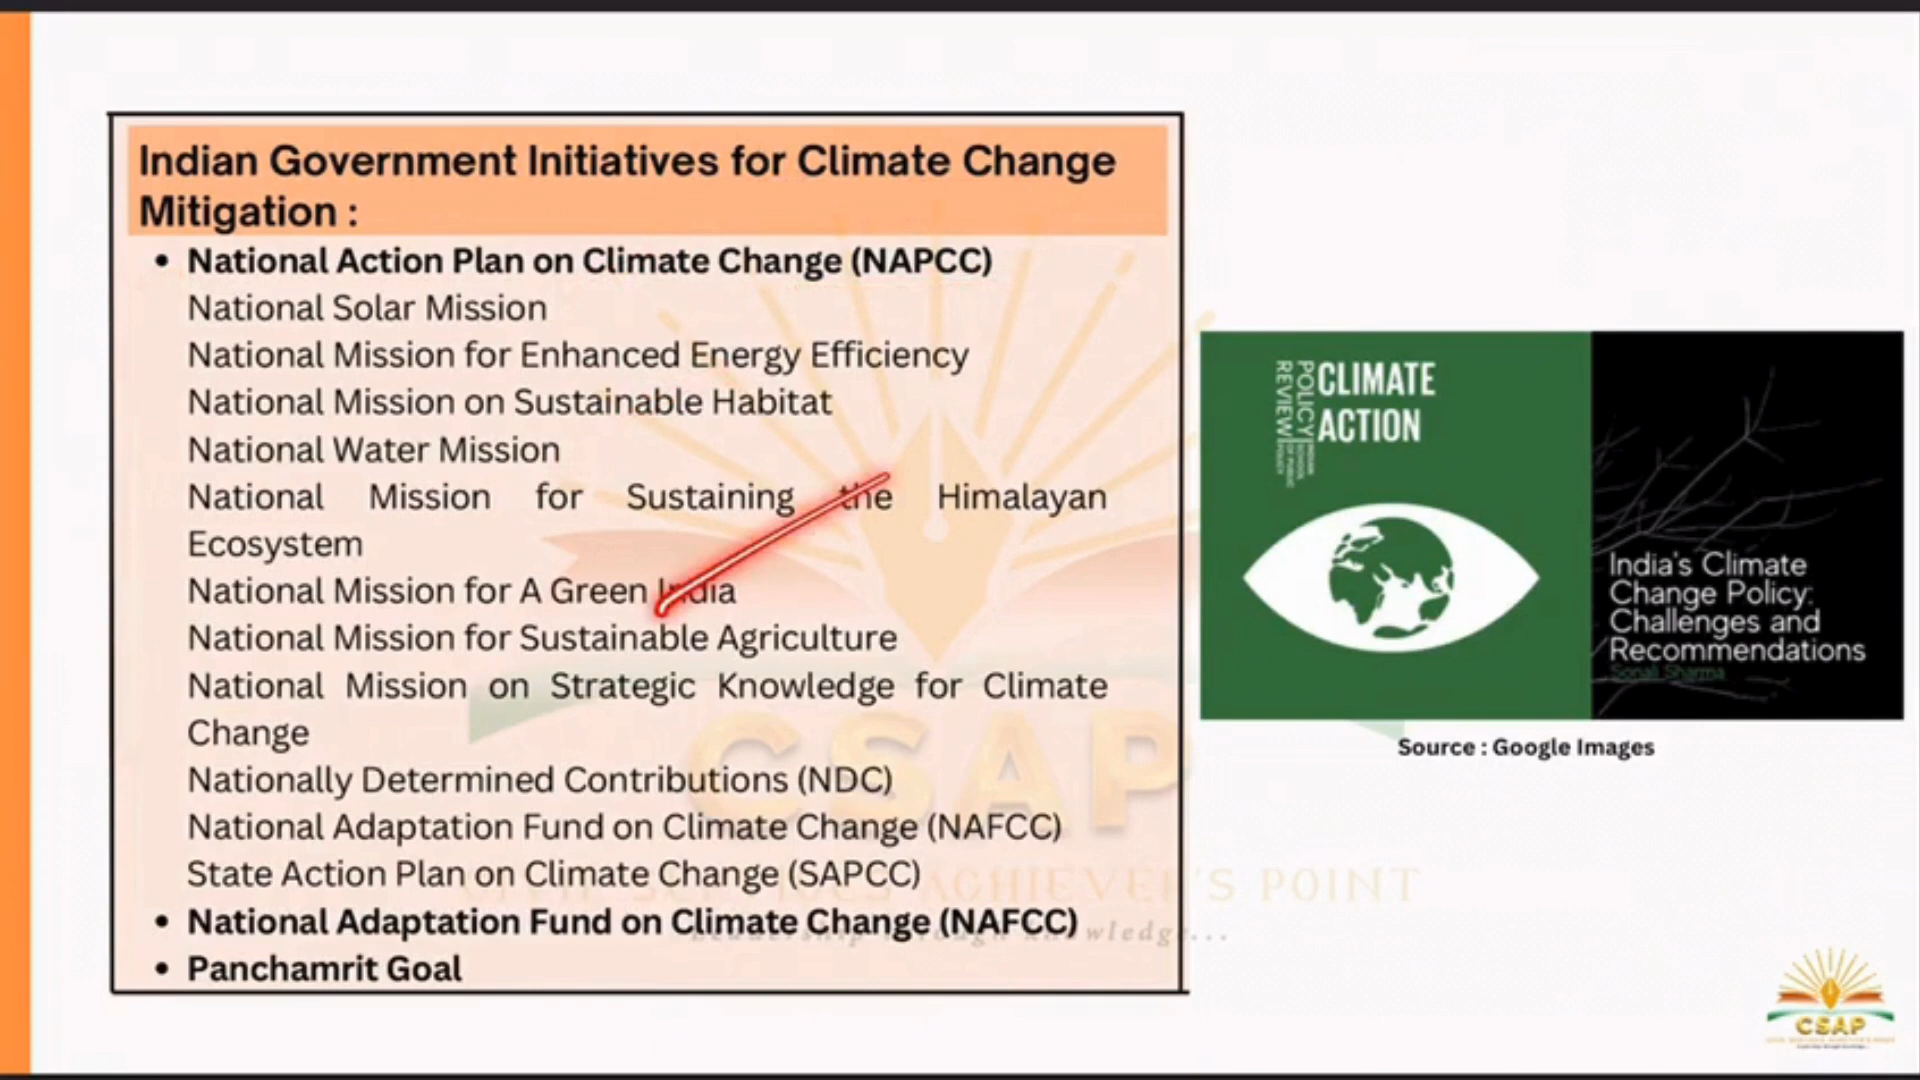 Indian Government Initiatives for Climate Change
Mitigation :
• National Action Plan on Climate Change (NAPCC)
National Solar Mission
National Mission for Enhanced Energy Efficiency
National Mission on Sustainable Habitat
National Water Mission
National Mission for Sustaining the Himalayan
Ecosystem
National Mission for A Green India
National Mission for Sustainable Agriculture
National Mission on Strategic Knowledge for Climate
Change
Nationally Determined Contributions (NDC)
National Adaptation Fund on Climate Change (NAFCC)
State Action Plan on Climate Change (SAPCC)
• National Adaptation Fund on Climate Change (NAFCC)
• Panchamrit Goal
CSAP
ACHIEVER'S POINT
CLIMATE
ACTION
POLICY
REVIEW
India's Climate
Change Policy:
Challenges and
Recommendations
Sonali Sharma
Source : Google Images
CSAP